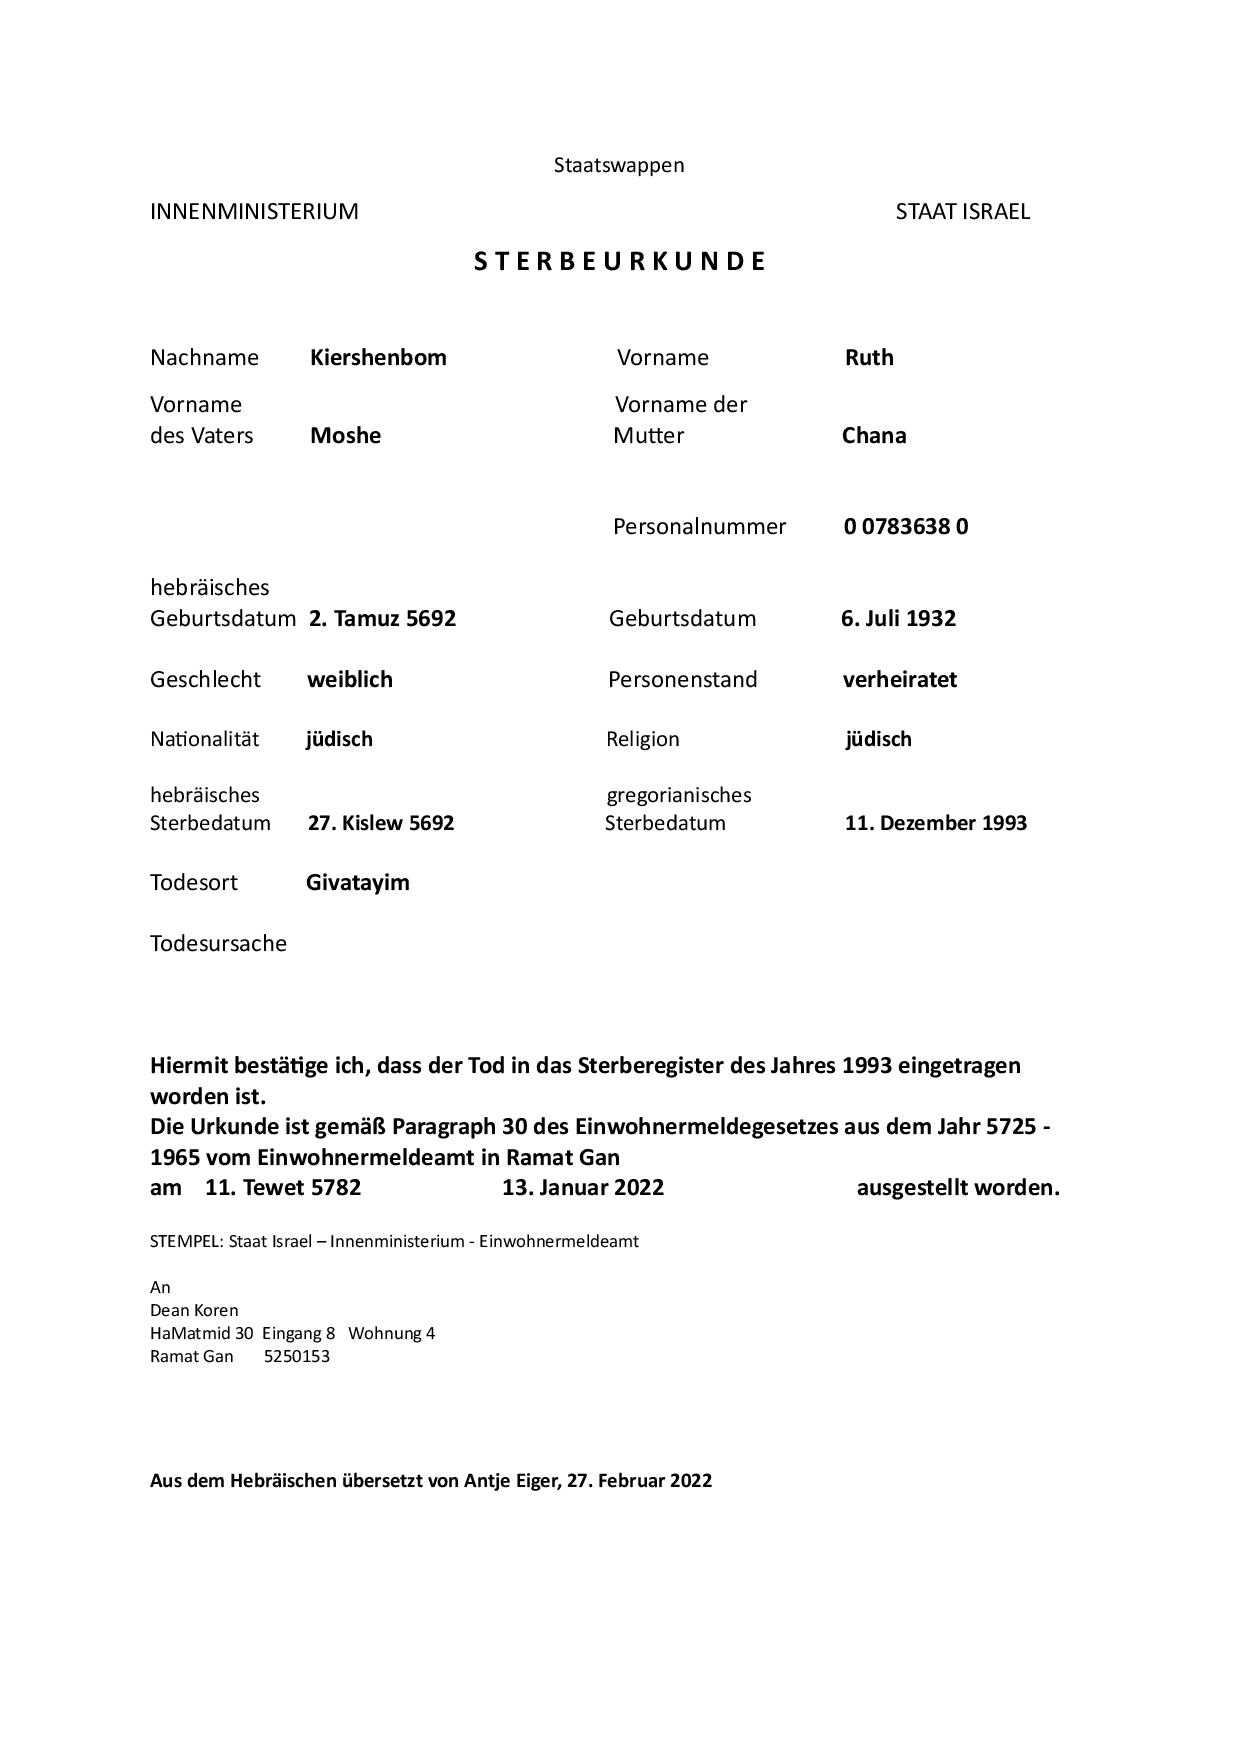 Staatswappen
INNENMINISTERIUM STAAT ISRAEL
S T E R B E U R K U N D E
Nachname Kiershenbom Vorname Ruth
Vorname Vorname der
des Vaters Moshe Mutter Chana
Personalnummer 0 0783638 0
hebräisches
Geburtsdatum 2. Tamuz 5692 Geburtsdatum 6. Juli 1932
Geschlecht weiblich Personenstand verheiratet
Nationalität jüdisch Religion jüdisch
hebräisches gregorianisches
Sterbedatum 27. Kislew 5692 Sterbedatum 11. Dezember 1993
Todesort Givatayim
Todesursache
Hiermit bestätige ich, dass der Tod in das Sterberegister des Jahres 1993 eingetragen
worden ist.
Die Urkunde ist gemäß Paragraph 30 des Einwohnermeldegesetzes aus dem Jahr 5725 -
1965 vom Einwohnermeldeamt in Ramat Gan
am 11. Tewet 5782 13. Januar 2022 ausgestellt worden.
STEMPEL: Staat Israel – Innenministerium - Einwohnermeldeamt
An
Dean Koren
HaMatmid 30 Eingang 8 Wohnung 4
Ramat Gan 5250153
Aus dem Hebräischen übersetzt von Antje Eiger, 27. Februar 2022